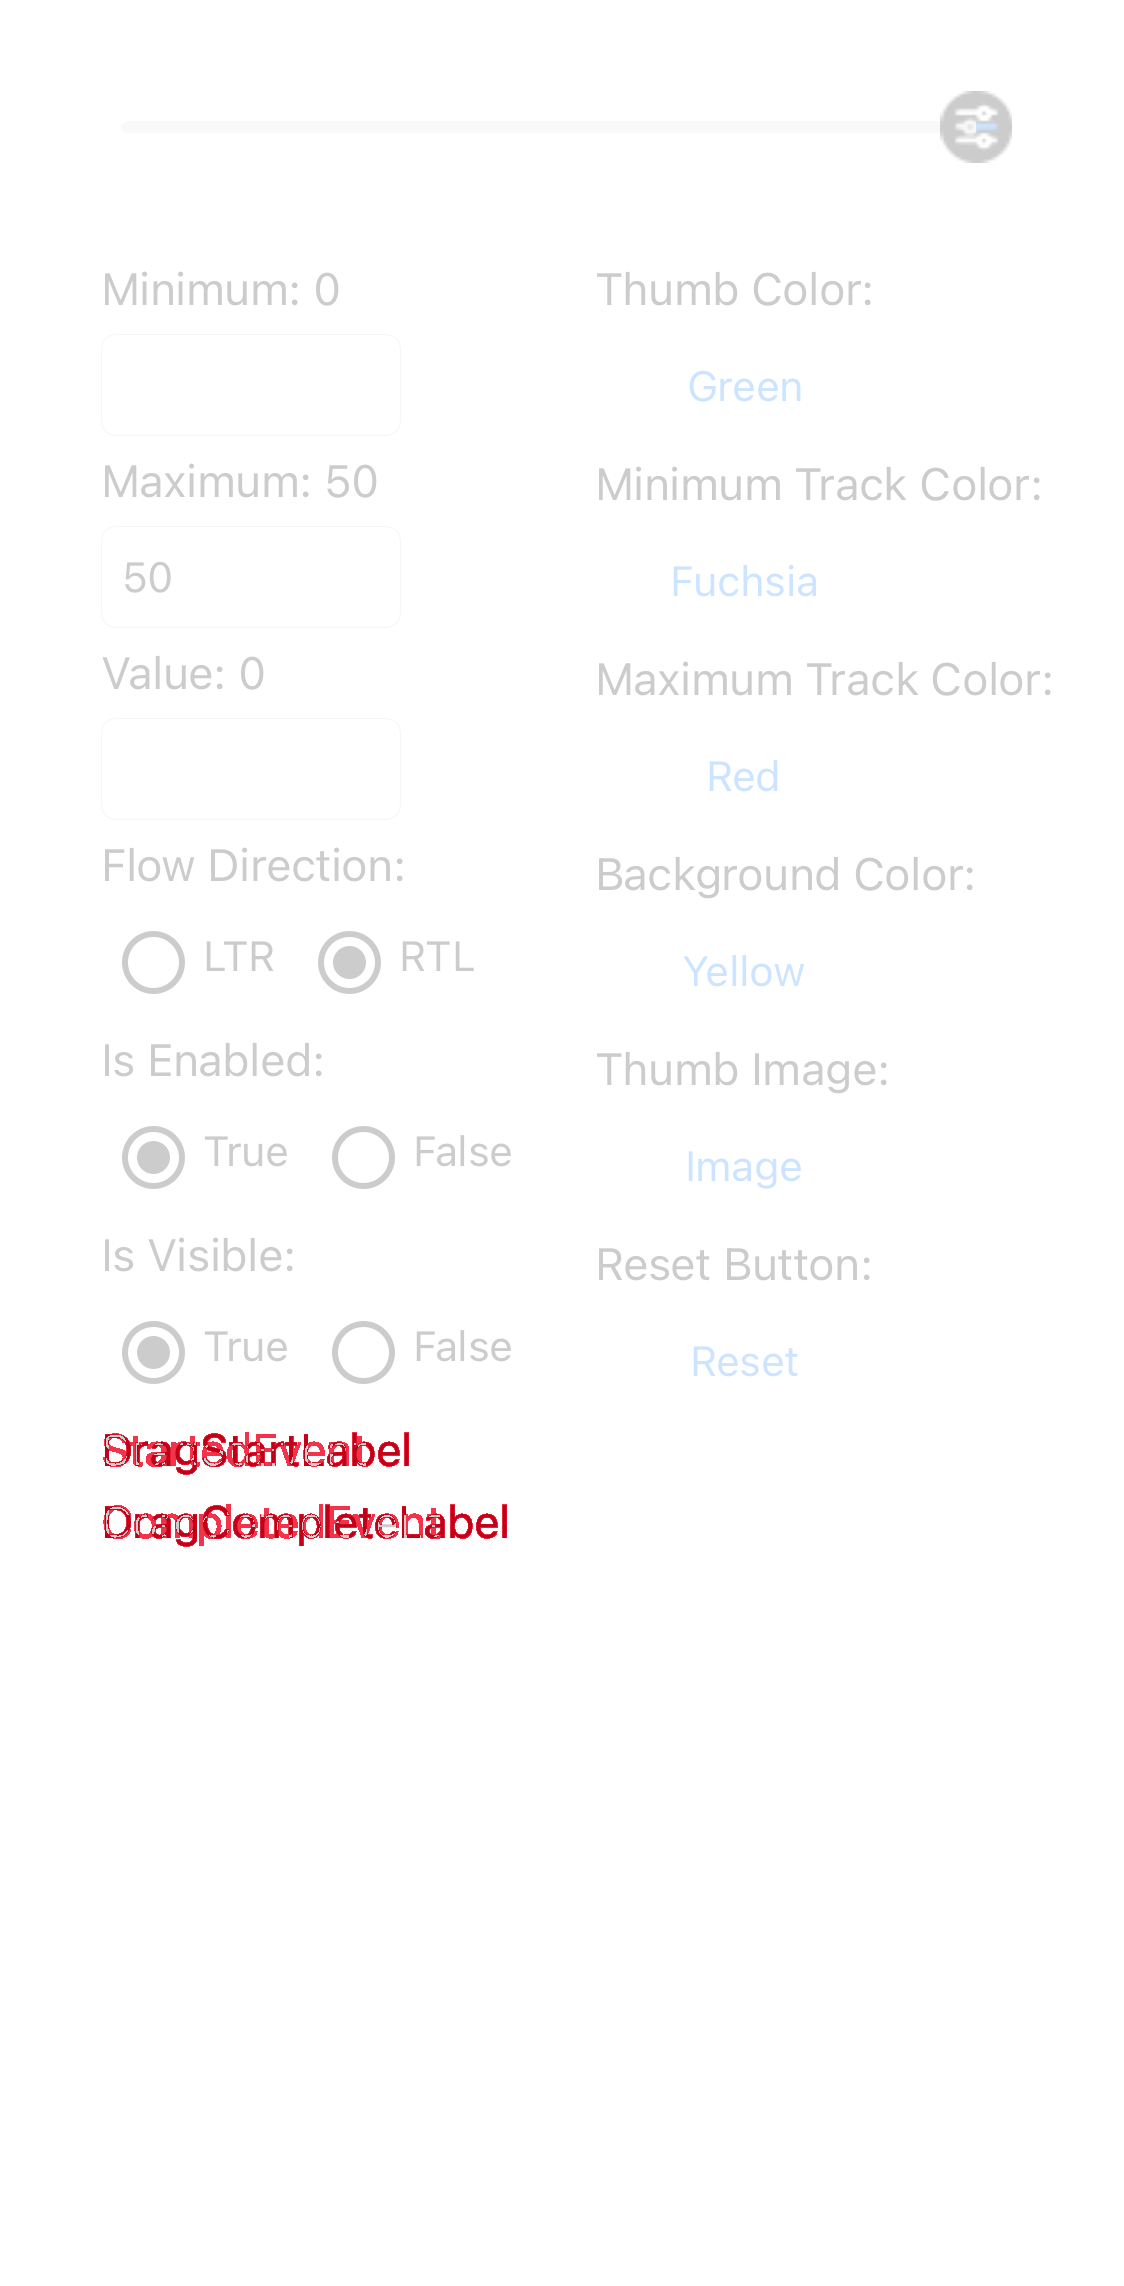 Minimum: 0
Maximum: 50
50
Value: 0
Flow Direction:
LTR RTL
Is Enabled:
True False
Is Visible:
True False
DragStartLabel
DragCompleteLabel
Thumb Color:
Green
Minimum Track Color:
Fuchsia
Maximum Track Color:
Red
Background Color:
Yellow
Thumb Image:
Image
Reset Button:
Reset